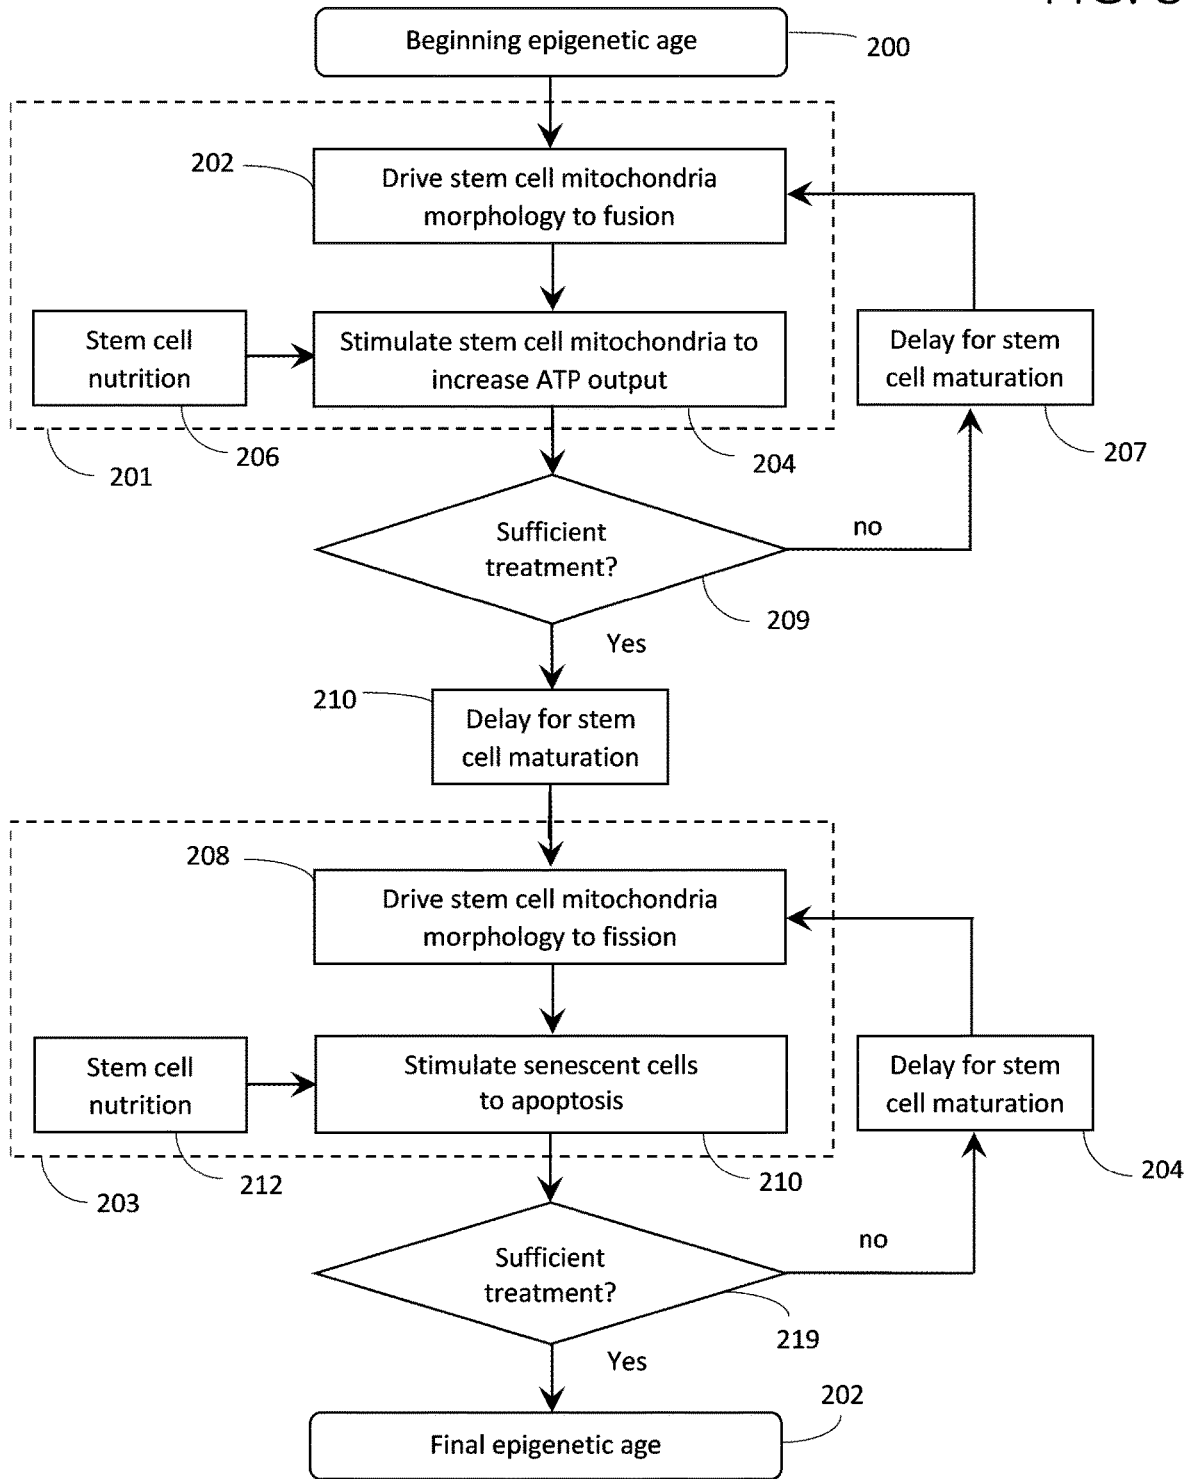 Beginning epigenetic age
200
202
Drive stem cell mitochondria
morphology to fusion
Stem cell
nutrition
Stimulate stem cell mitochondria to
increase ATP output
Delay for stem
cell maturation
201
206
204
207
Sufficient
treatment?
no
209
Yes
210
Delay for stem
cell maturation
208
Drive stem cell mitochondria
morphology to fission
Stem cell
nutrition
Stimulate senescent cells
to apoptosis
Delay for stem
cell maturation
203
212
210
204
Sufficient
treatment?
no
219
Yes
202
Final epigenetic age